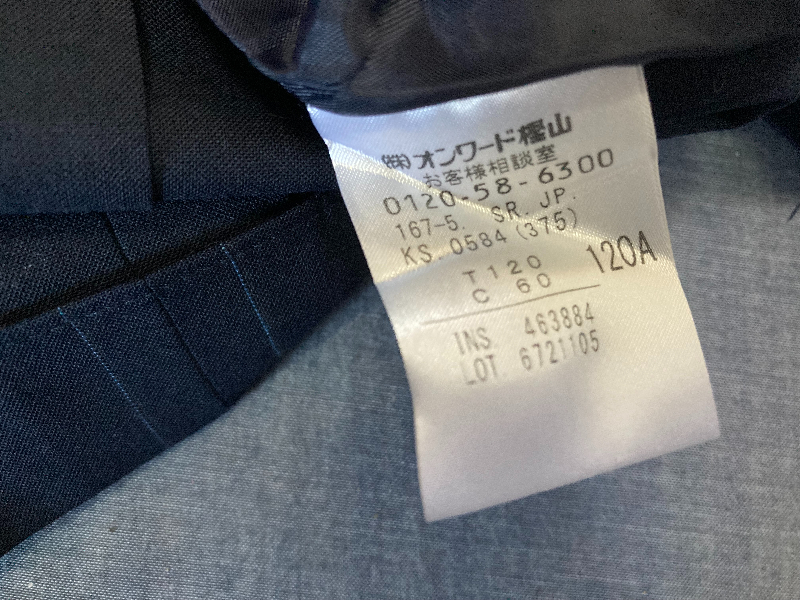 ㈱オンワード樫山
お客様相談室
0120-58-6300
167-5. SR. JP.
KS. 0584 (375)
T 120
C 60
120A
INS 463884
LOT. 6721105